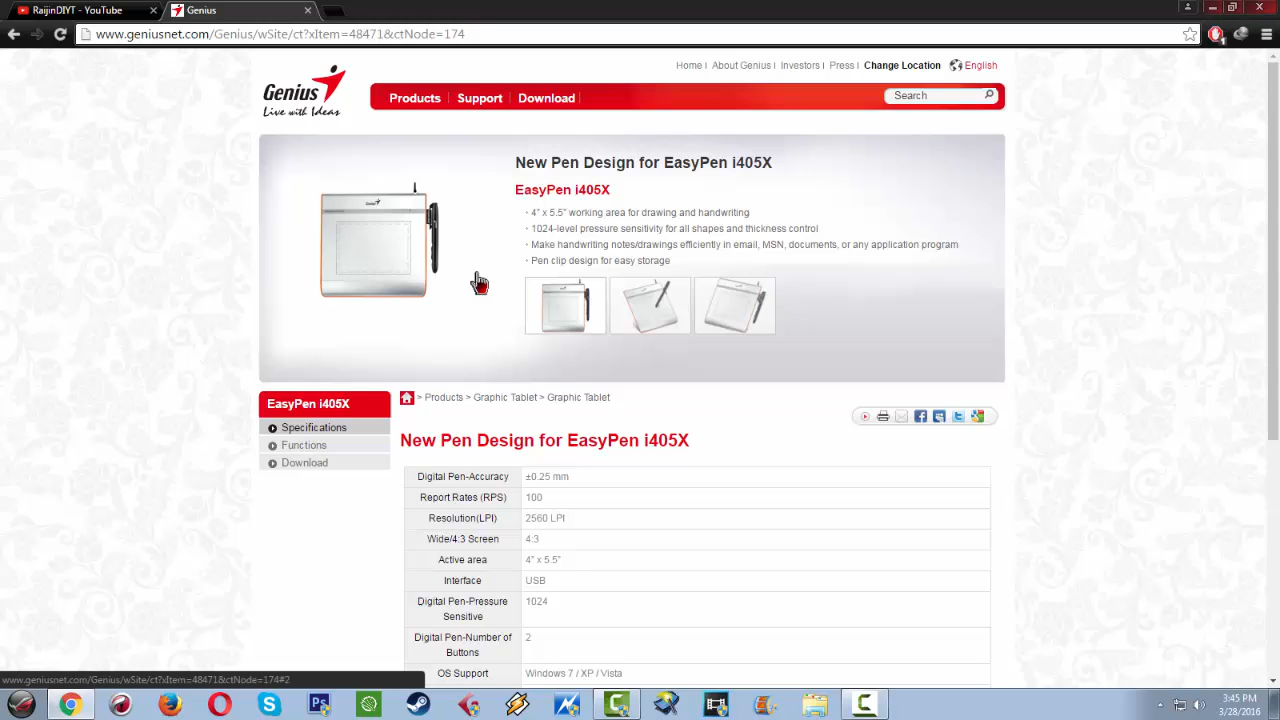 RaijinDIYT - YouTube
Genius
www.geniusnet.com/Genius/wSite/ct?xItem=48471&ctNode=174
Home | About Genius | Investors | Press | Change Location English
Genius
Live with Ideas
Products | Support | Download |
Search
New Pen Design for EasyPen i405X
EasyPen i405X
· 4" x 5.5" working area for drawing and handwriting
· 1024-level pressure sensitivity for all shapes and thickness control
· Make handwriting notes/drawings efficiently in email, MSN, documents, or any application program
· Pen clip design for easy storage
EasyPen i405X
Specifications
Functions
Download
> Products > Graphic Tablet > Graphic Tablet
New Pen Design for EasyPen i405X
Digital Pen-Accuracy ±0.25 mm
Report Rates (RPS) 100
Resolution(LPI) 2560 LPI
Wide/4:3 Screen 4:3
Active area 4" x 5.5"
Interface USB
Digital Pen-Pressure Sensitive 1024
Digital Pen-Number of Buttons 2
OS Support Windows 7 / XP / Vista
www.geniusnet.com/Genius/wSite/ct?xItem=48471&ctNode=174#2
3:45 PM
3/28/2016